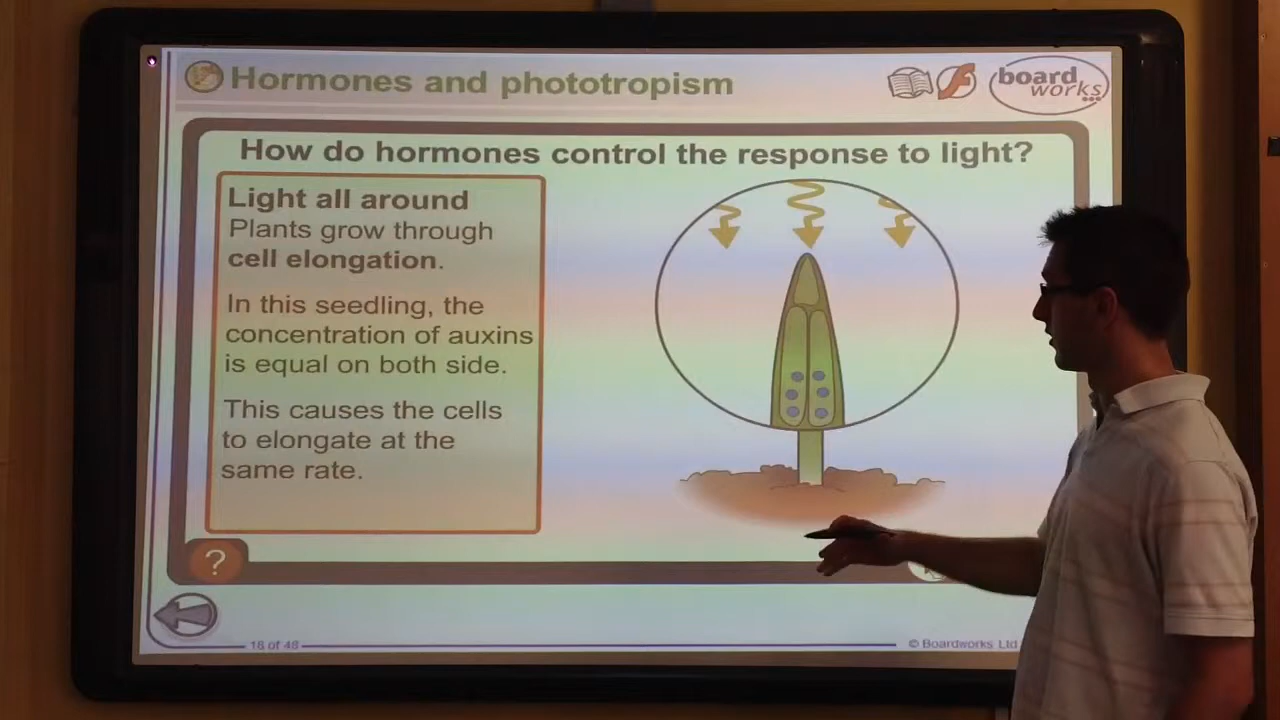 Hormones and phototropism
board
works
How do hormones control the response to light?
Light all around
Plants grow through
cell elongation.
In this seedling, the
concentration of auxins
is equal on both side.
This causes the cells
to elongate at the
same rate.
?
18 of 48
© Boardworks Ltd